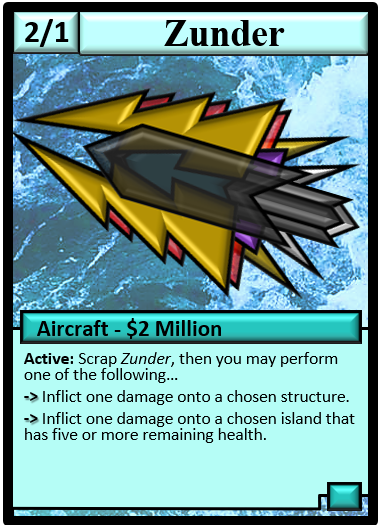 2/1 Zunder
Aircraft - $2 Million
Active: Scrap Zunder, then you may perform
one of the following...
-> Inflict one damage onto a chosen structure.
-> Inflict one damage onto a chosen island that
has five or more remaining health.